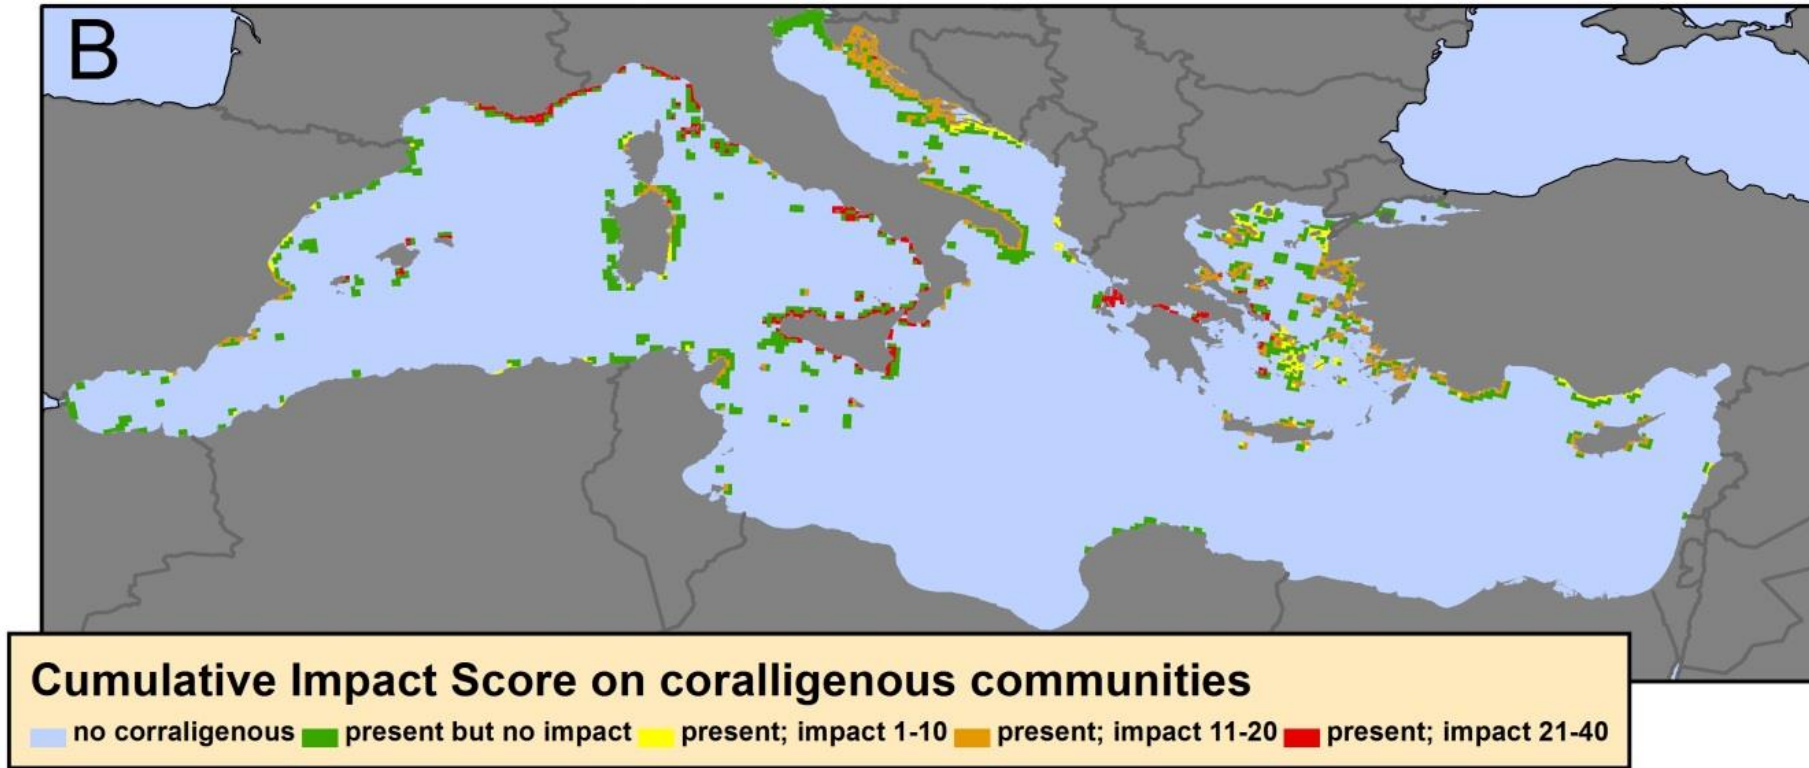 B
Cumulative Impact Score on coralligenous communities
no corraligenous present but no impact present; impact 1-10 present; impact 11-20 present; impact 21-40